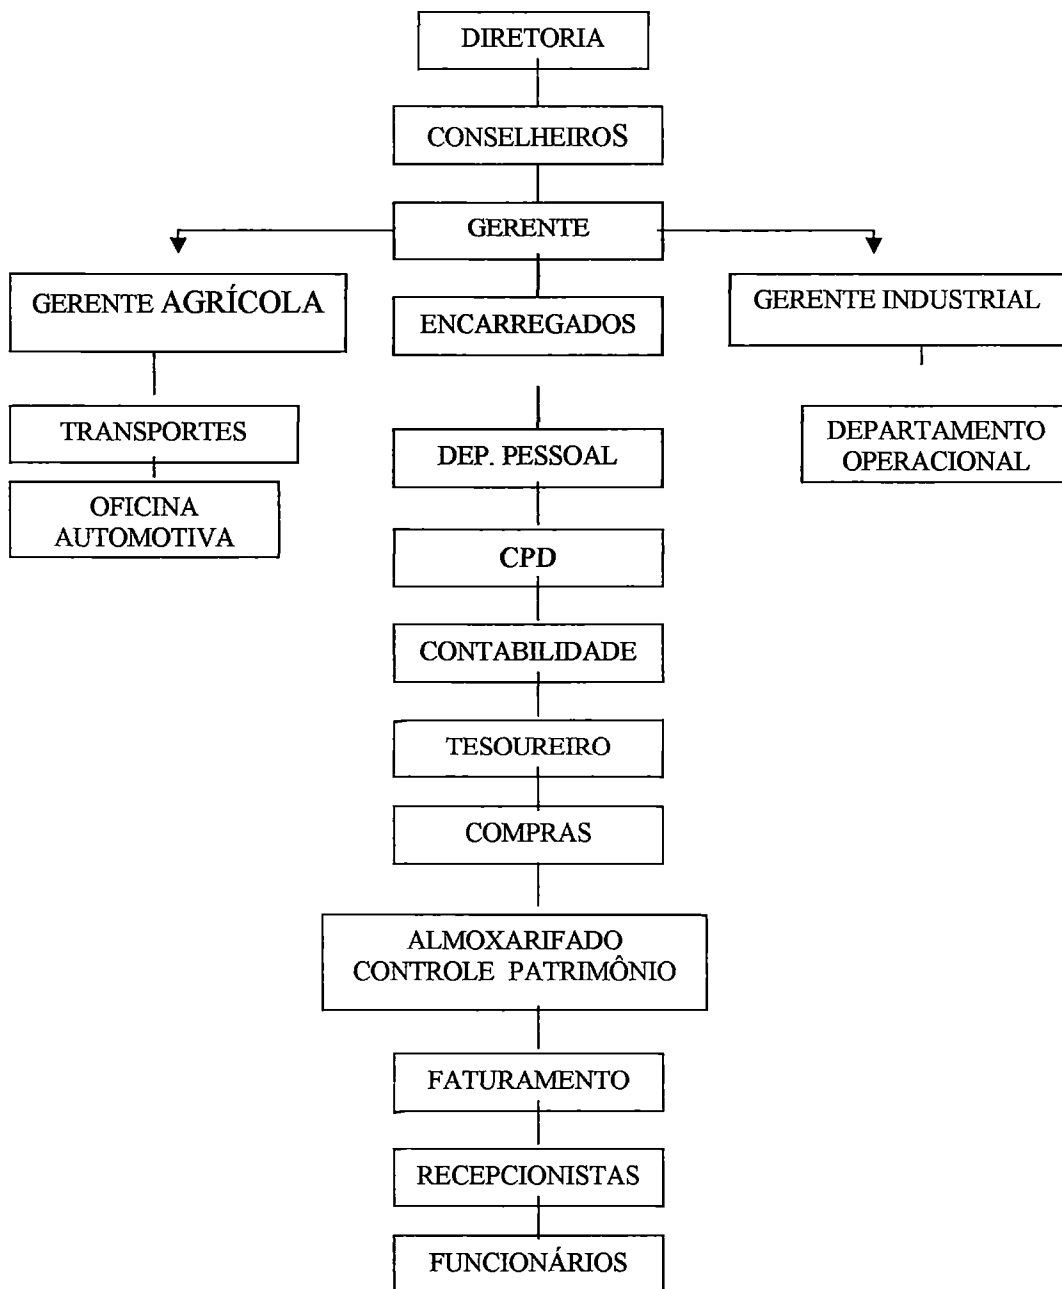 DIRETORIA
CONSELHEIROS
GERENTE
GERENTE AGRÍCOLA
ENCARREGADOS
GERENTE INDUSTRIAL
TRANSPORTES
DEP. PESSOAL
DEPARTAMENTO
OPERACIONAL
OFICINA
AUTOMOTIVA
CPD
CONTABILIDADE
TESOUREIRO
COMPRAS
ALMOXARIFADO
CONTROLE PATRIMÔNIO
FATURAMENTO
RECEPCIONISTAS
FUNCIONÁRIOS